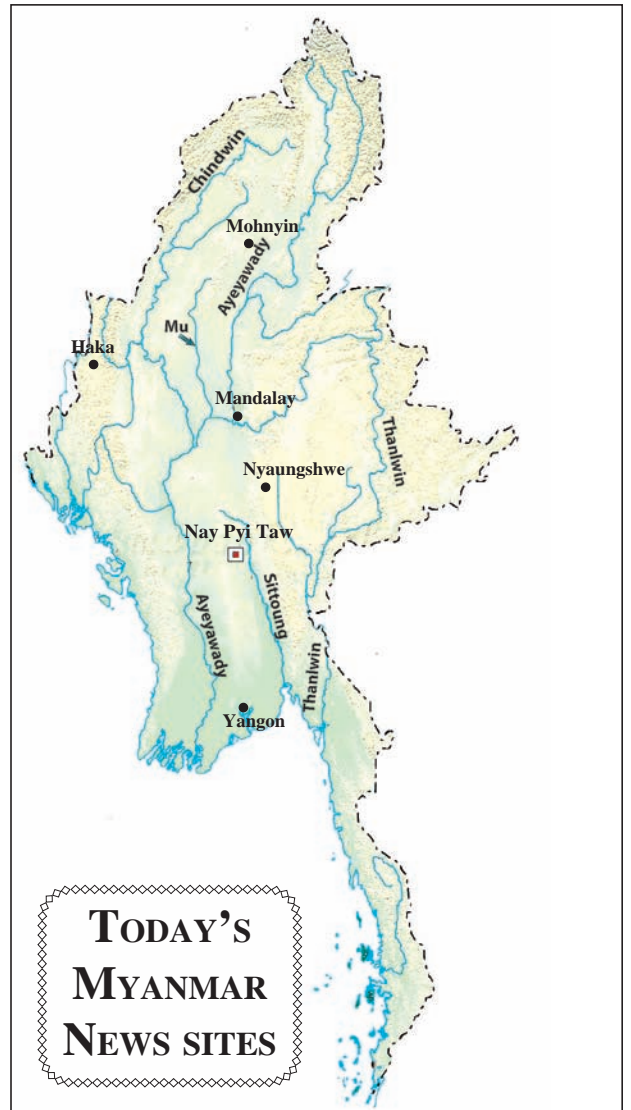 Chindwin
Mohnyin
Ayeyawady
Mu
Haka
Mandalay
Thanlwin
Nyaungshwe
Nay Pyi Taw
Sittoung
Ayeyawady
Thanlwin
Yangon
TODAY'S
MYANMAR
NEWS SITES